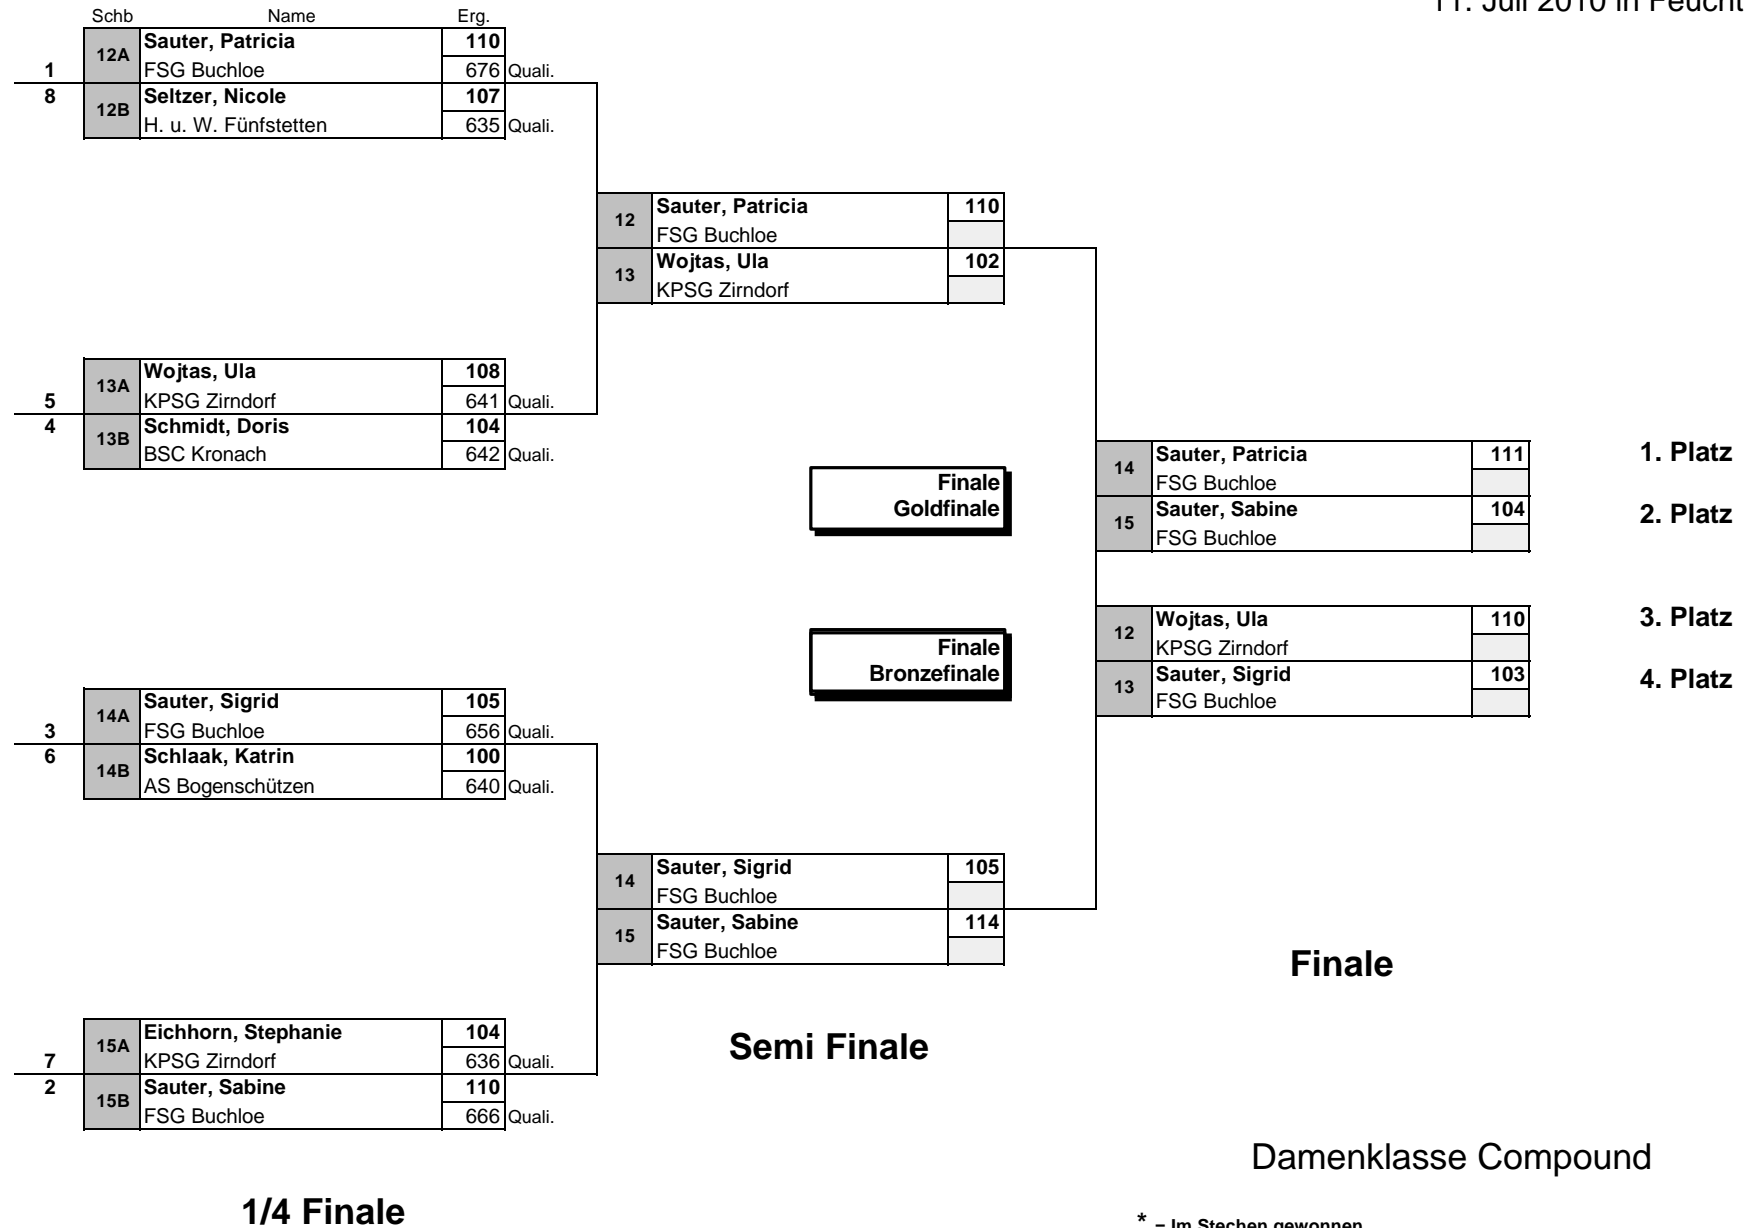 11. Juli 2010 in Feucht
Schb Name Erg.
12A Sauter, Patricia 110
1 FSG Buchloe 676 Quali.
8 12B Seltzer, Nicole 107
H. u. W. Fünfstetten 635 Quali.
12 Sauter, Patricia 110
FSG Buchloe
13 Wojtas, Ula 102
KPSG Zirndorf
13A Wojtas, Ula 108
5 KPSG Zirndorf 641 Quali.
4 13B Schmidt, Doris 104
BSC Kronach 642 Quali.
14 Sauter, Patricia 111 1. Platz
FSG Buchloe
15 Sauter, Sabine 104 2. Platz
FSG Buchloe
Finale
Goldfinale
12 Wojtas, Ula 110 3. Platz
KPSG Zirndorf
13 Sauter, Sigrid 103 4. Platz
FSG Buchloe
Finale
Bronzefinale
14A Sauter, Sigrid 105
3 FSG Buchloe 656 Quali.
6 14B Schlaak, Katrin 100
AS Bogenschützen 640 Quali.
14 Sauter, Sigrid 105
FSG Buchloe
15 Sauter, Sabine 114
FSG Buchloe
Finale
15A Eichhorn, Stephanie 104
7 KPSG Zirndorf 636 Quali.
2 15B Sauter, Sabine 110
FSG Buchloe 666 Quali.
Semi Finale
Damenklasse Compound
1/4 Finale
* = Im Stechen gewonnen